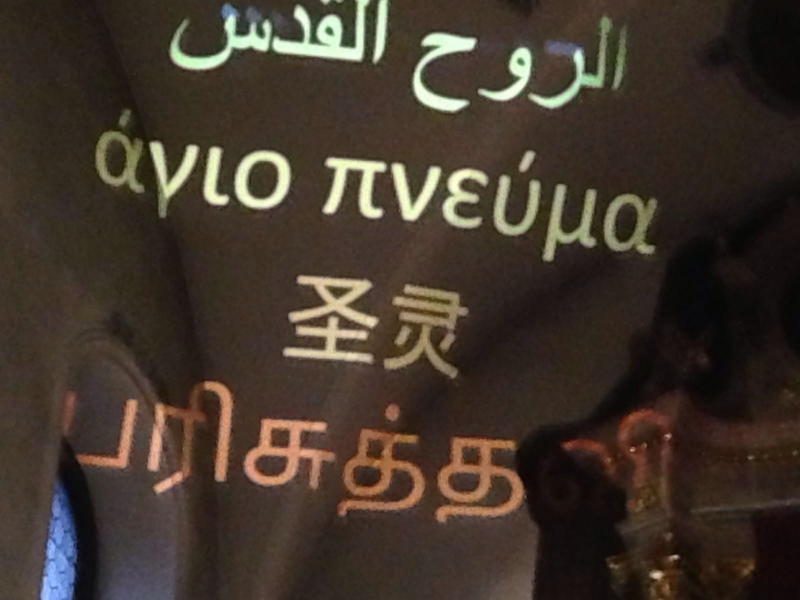 الروح القدس
άγιο πνεύμα
圣灵
பரிசுத்த